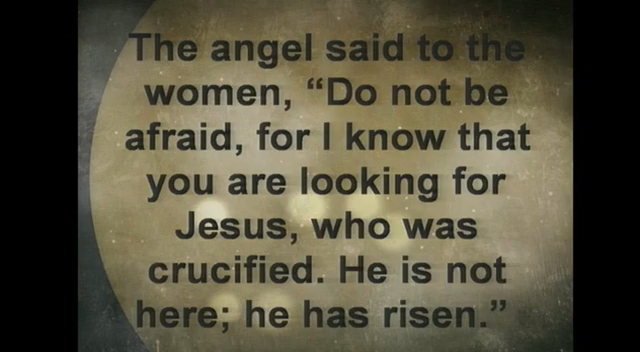 The angel said to the
women, “Do not be
afraid, for I know that
you are looking for
Jesus, who was
crucified. He is not
here; he has risen.”